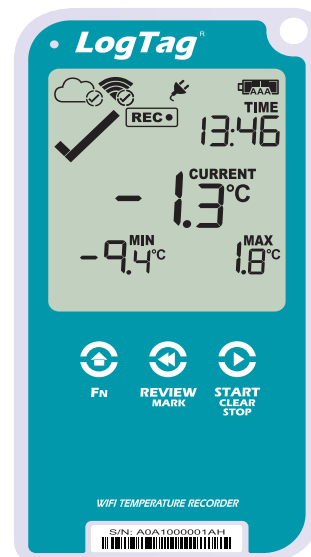 LogTag®
REC
AAA
TIME
13:46
CURRENT
-1.3°C
MIN
-9.4°C
MAX
1.8°C
FN
REVIEW
MARK
START
CLEAR
STOP
WIFI TEMPERATURE RECORDER
S/N: A0A1000001AH